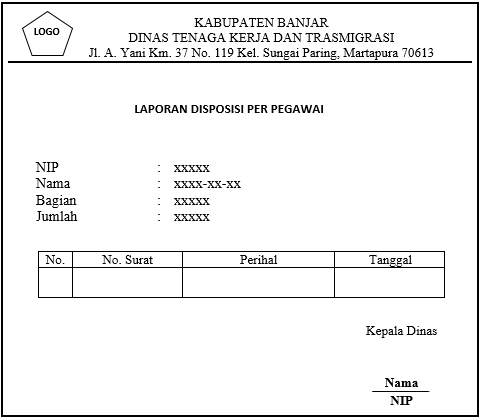 LOGO
KABUPATEN BANJAR
DINAS TENAGA KERJA DAN TRASMIGRASI
Jl. A. Yani Km. 37 No. 119 Kel. Sungai Paring, Martapura 70613
LAPORAN DISPOSISI PER PEGAWAI
NIP : xxxxx
Nama : xxxx-xx-xx
Bagian : xxxxx
Jumlah : xxxxx
No. No. Surat Perihal Tanggal
Kepala Dinas
Nama
NIP